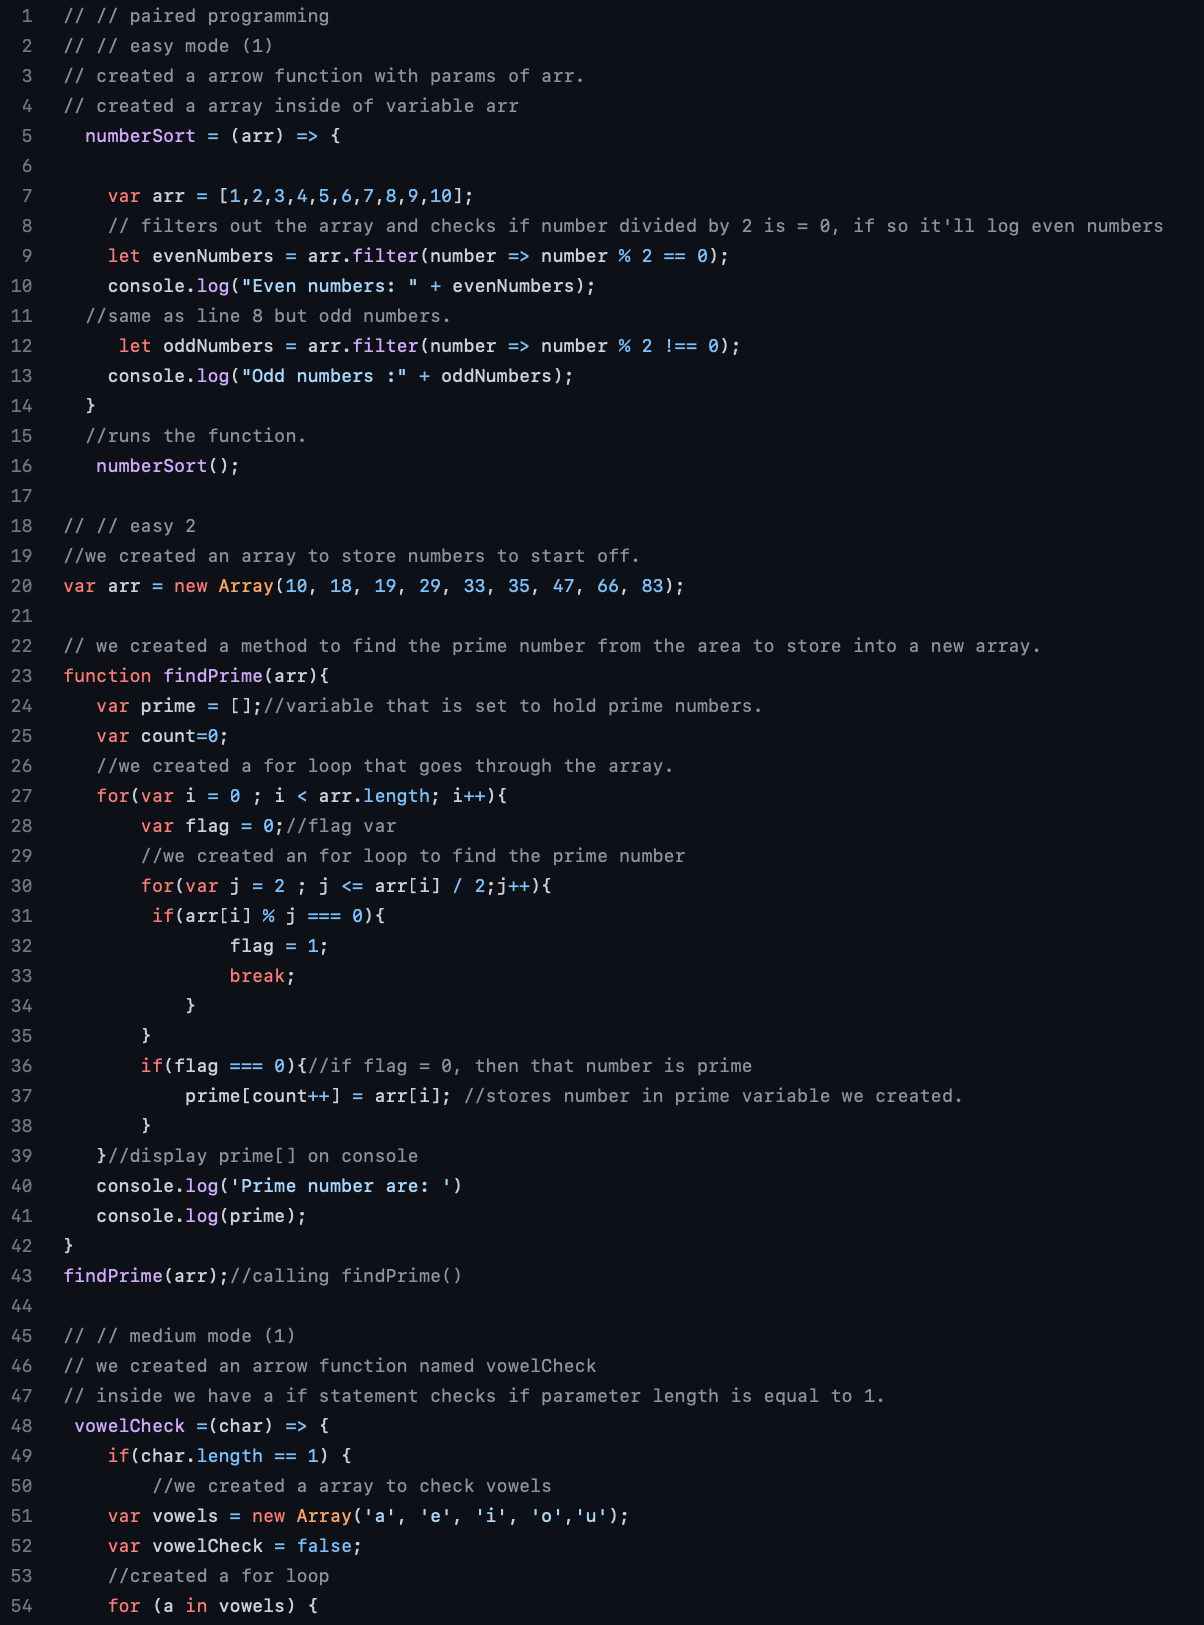 1 // // paired programming
2 // // easy mode (1)
3 // created a arrow function with params of arr.
4 // created a array inside of variable arr
5 numberSort = (arr) => {
6
7 var arr = [1,2,3,4,5,6,7,8,9,10];
8 // filters out the array and checks if number divided by 2 is = 0, if so it'll log even numbers
9 let evenNumbers = arr.filter(number => number % 2 == 0);
10 console.log("Even numbers: " + evenNumbers);
11 //same as line 8 but odd numbers.
12 let oddNumbers = arr.filter(number => number % 2 !== 0);
13 console.log("Odd numbers :" + oddNumbers);
14 }
15 //runs the function.
16 numberSort();
17
18 // // easy 2
19 //we created an array to store numbers to start off.
20 var arr = new Array(10, 18, 19, 29, 33, 35, 47, 66, 83);
21
22 // we created a method to find the prime number from the area to store into a new array.
23 function findPrime(arr){
24 var prime = [];//variable that is set to hold prime numbers.
25 var count=0;
26 //we created a for loop that goes through the array.
27 for(var i = 0 ; i < arr.length; i++){
28 var flag = 0;//flag var
29 //we created an for loop to find the prime number
30 for(var j = 2 ; j <= arr[i] / 2;j++){
31 if(arr[i] % j === 0){
32 flag = 1;
33 break;
34 }
35 }
36 if(flag === 0){//if flag = 0, then that number is prime
37 prime[count++] = arr[i]; //stores number in prime variable we created.
38 }
39 }//display prime[] on console
40 console.log('Prime number are: ')
41 console.log(prime);
42 }
43 findPrime(arr);//calling findPrime()
44
45 // // medium mode (1)
46 // we created an arrow function named vowelCheck
47 // inside we have a if statement checks if parameter length is equal to 1.
48 vowelCheck =(char) => {
49 if(char.length == 1) {
50 //we created a array to check vowels
51 var vowels = new Array('a', 'e', 'i', 'o','u');
52 var vowelCheck = false;
53 //created a for loop
54 for (a in vowels) {